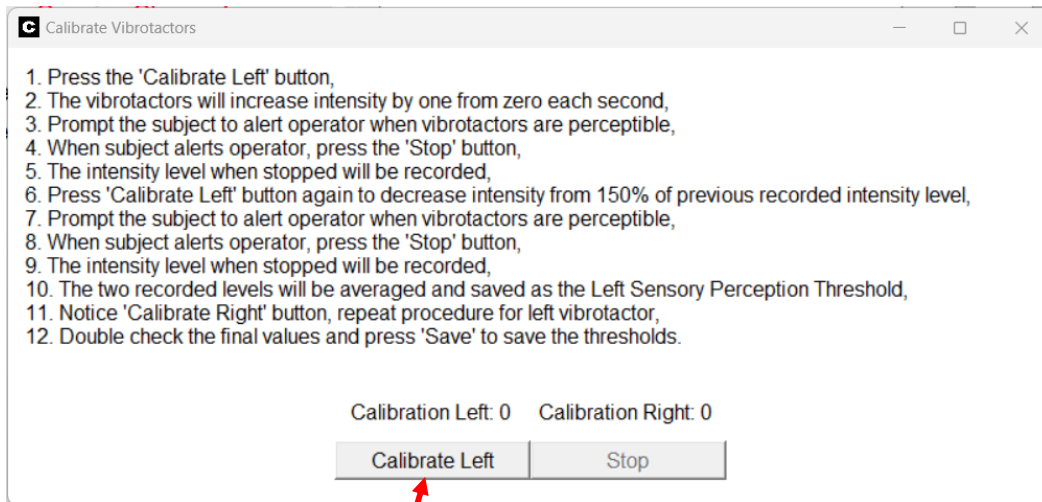 C Calibrate Vibrotactors
1. Press the 'Calibrate Left' button,
2. The vibrotactors will increase intensity by one from zero each second,
3. Prompt the subject to alert operator when vibrotactors are perceptible,
4. When subject alerts operator, press the 'Stop' button,
5. The intensity level when stopped will be recorded,
6. Press 'Calibrate Left' button again to decrease intensity from 150% of previous recorded intensity level,
7. Prompt the subject to alert operator when vibrotactors are perceptible,
8. When subject alerts operator, press the 'Stop' button,
9. The intensity level when stopped will be recorded,
10. The two recorded levels will be averaged and saved as the Left Sensory Perception Threshold,
11. Notice 'Calibrate Right' button, repeat procedure for left vibrotactor,
12. Double check the final values and press 'Save' to save the thresholds.
Calibration Left: 0 Calibration Right: 0
Calibrate Left Stop